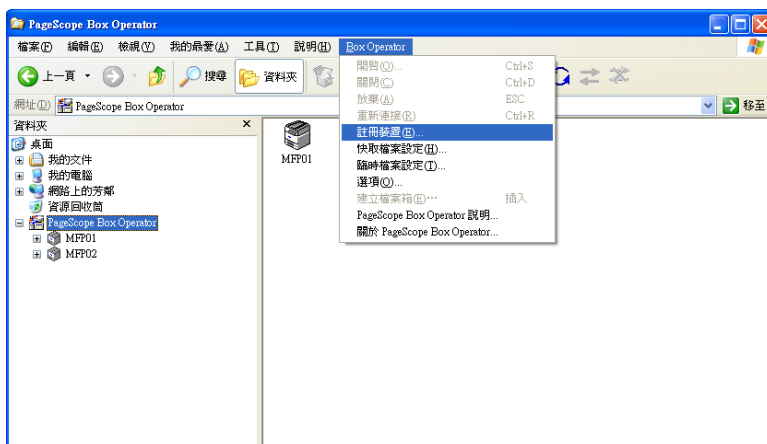 PageScope Box Operator
檔案(F) 編輯(E) 檢視(V) 我的最愛(A) 工具(T) 說明(H) Box Operator
上一頁 搜尋 資料夾
網址(D) PageScope Box Operator 移至
資料夾
桌面
我的文件
我的電腦
網路上的芳鄰
資源回收筒
PageScope Box Operator
MFP01
MFP02
MFP01
開啓(O)... Ctrl+S
關閉(C) Ctrl+D
放棄(A) ESC
重新連接(R) Ctrl+R
註冊裝置(E)...
快取檔案設定(H)...
臨時檔案設定(T)...
選項(O)...
建立檔案箱(E)… 插入
PageScope Box Operator 説明...
關於 PageScope Box Operator...